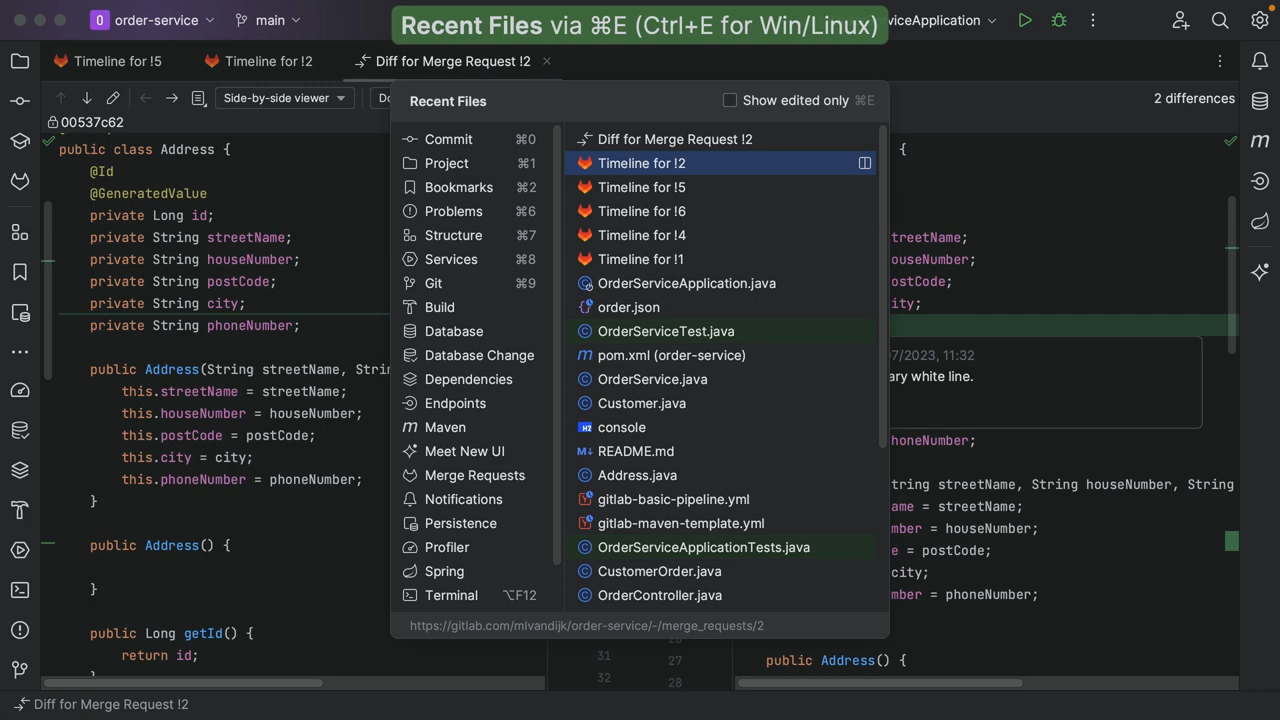 order-service
main
Recent Files via ⌘E (Ctrl+E for Win/Linux)
viceApplication
Timeline for !5
Timeline for !2
Diff for Merge Request !2
Side-by-side viewer
Do
2 differences
00537c62
public class Address {
@Id
@GeneratedValue
private Long id;
private String streetName;
private String houseNumber;
private String postCode;
private String city;
private String phoneNumber;
public Address(String streetName, Strin
this.streetName = streetName;
this.houseNumber = houseNumber;
this.postCode = postCode;
this.city = city;
this.phoneNumber = phoneNumber;
}
public Address() {
}
public Long getId() {
return id;
Recent Files
Show edited only ⌘E
Commit ⌘0
Project ⌘1
Bookmarks ⌘2
Problems ⌘6
Structure ⌘7
Services ⌘8
Git ⌘9
Build
Database
Database Change
Dependencies
Endpoints
Maven
Meet New UI
Merge Requests
Notifications
Persistence
Profiler
Spring
Terminal ⌥F12
Diff for Merge Request !2
Timeline for !2
Timeline for !5
Timeline for !6
Timeline for !4
Timeline for !1
OrderServiceApplication.java
order.json
OrderServiceTest.java
pom.xml (order-service)
OrderService.java
Customer.java
console
README.md
Address.java
gitlab-basic-pipeline.yml
gitlab-maven-template.yml
OrderServiceApplicationTests.java
CustomerOrder.java
OrderController.java
https://gitlab.com/mlvandijk/order-service/-/merge_requests/2
{
treetName;
ouseNumber;
ostCode;
ity;
07/2023, 11:32
ary white line.
honeNumber;
tring streetName, String houseNumber, String
ame = streetName;
umber = houseNumber;
e = postCode;
city;
umber = phoneNumber;
31
32
27
28
public Address() {
Diff for Merge Request !2